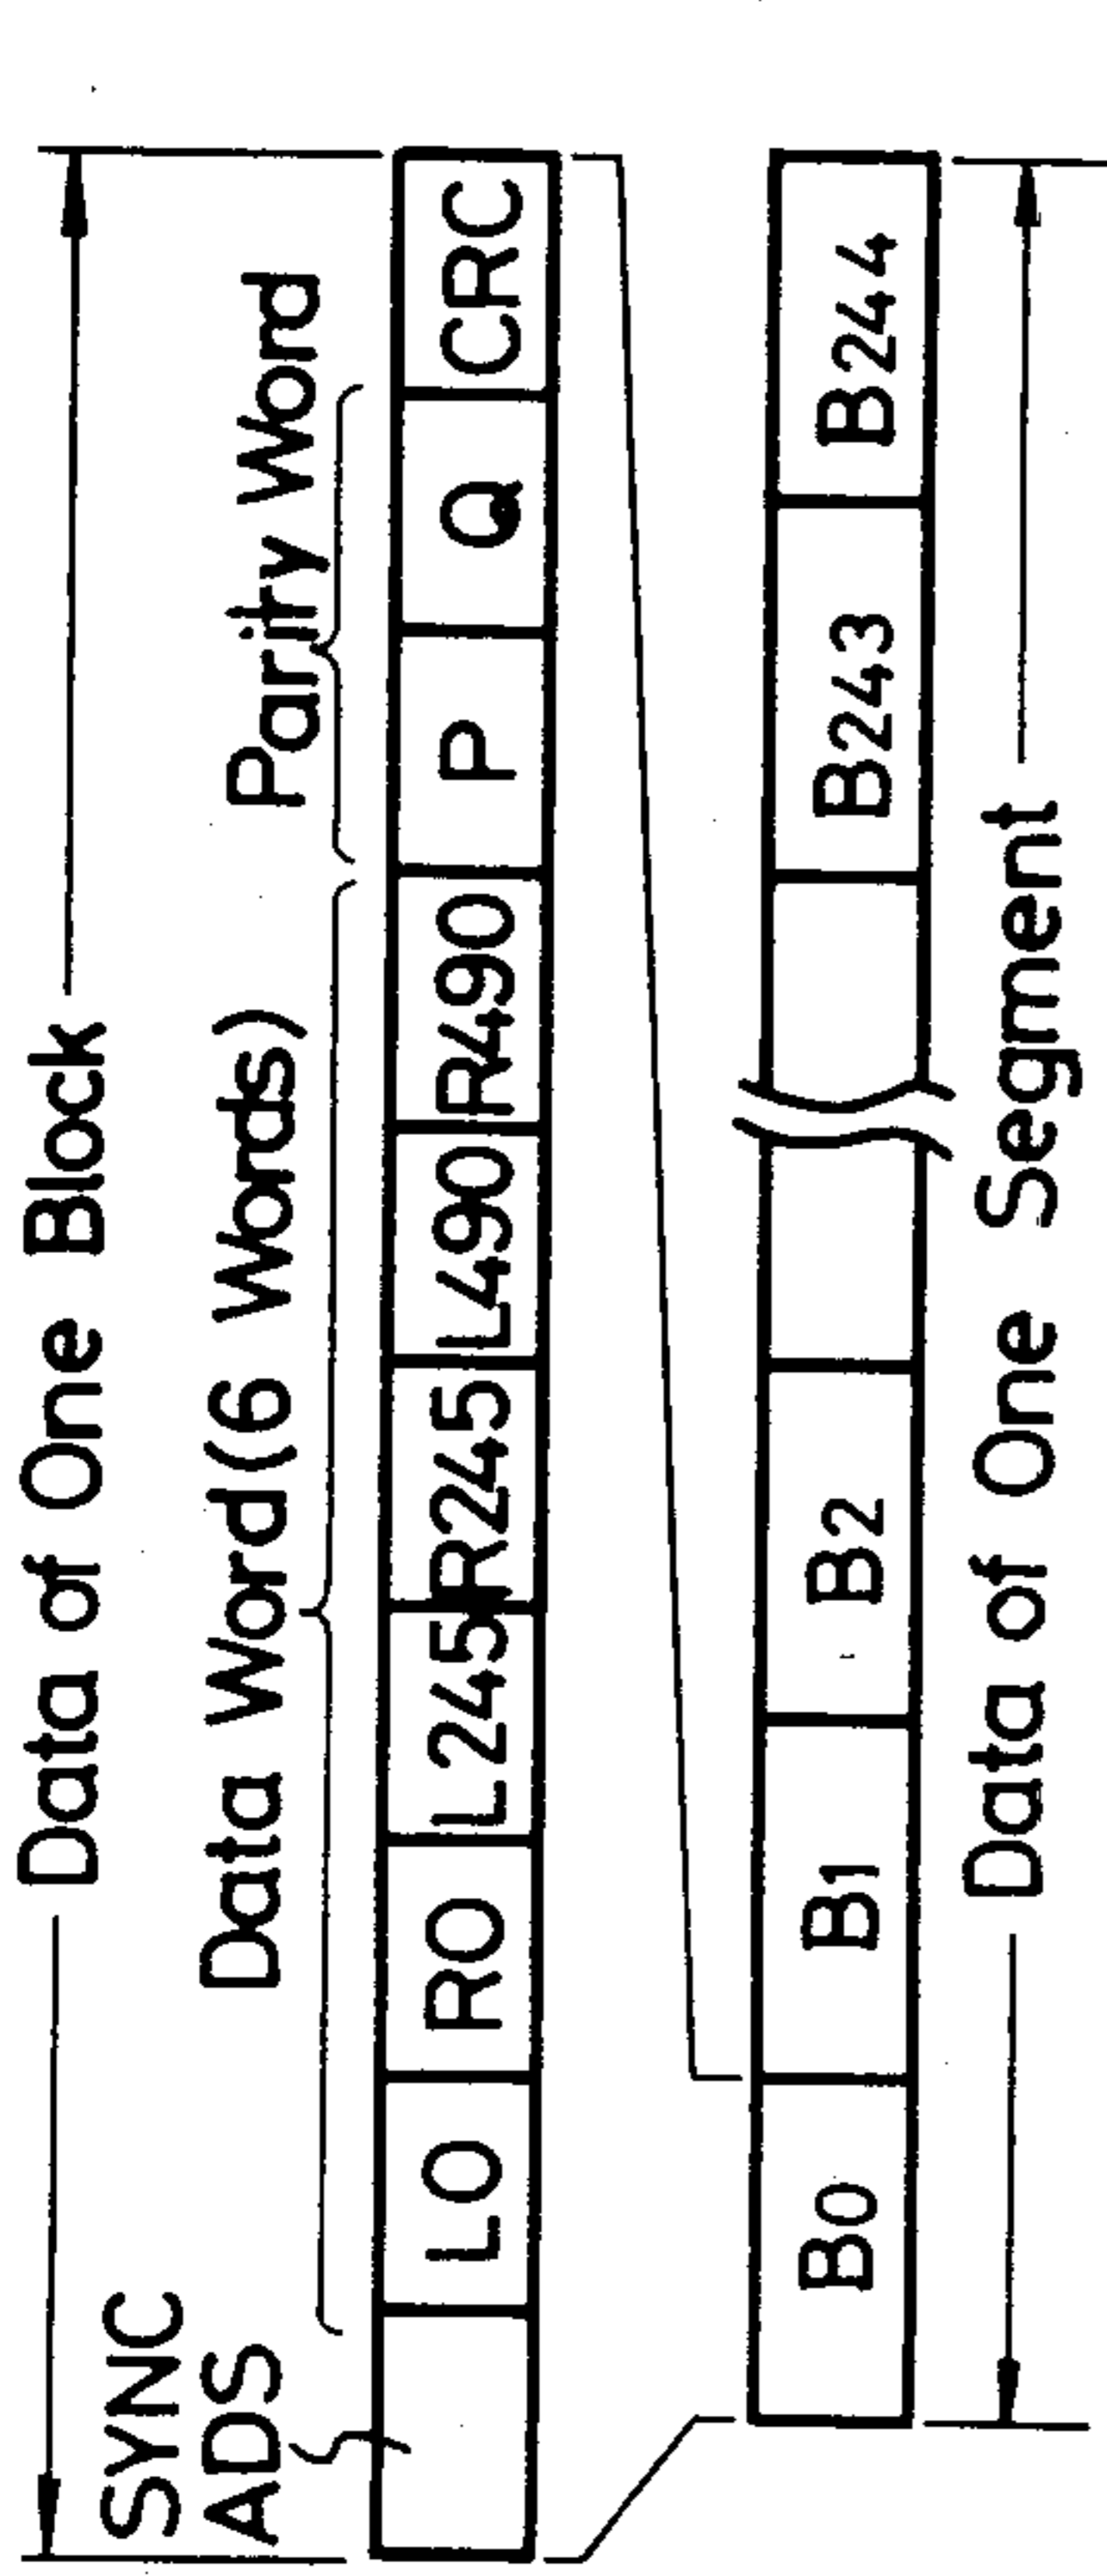 Data of One Block
SYNC
ADS
Data Word (6 Words)
Parity Word
L0 R0 L245 R245 L490 R490 P Q CRC
B0 B1 B2 B243 B244
Data of One Segment